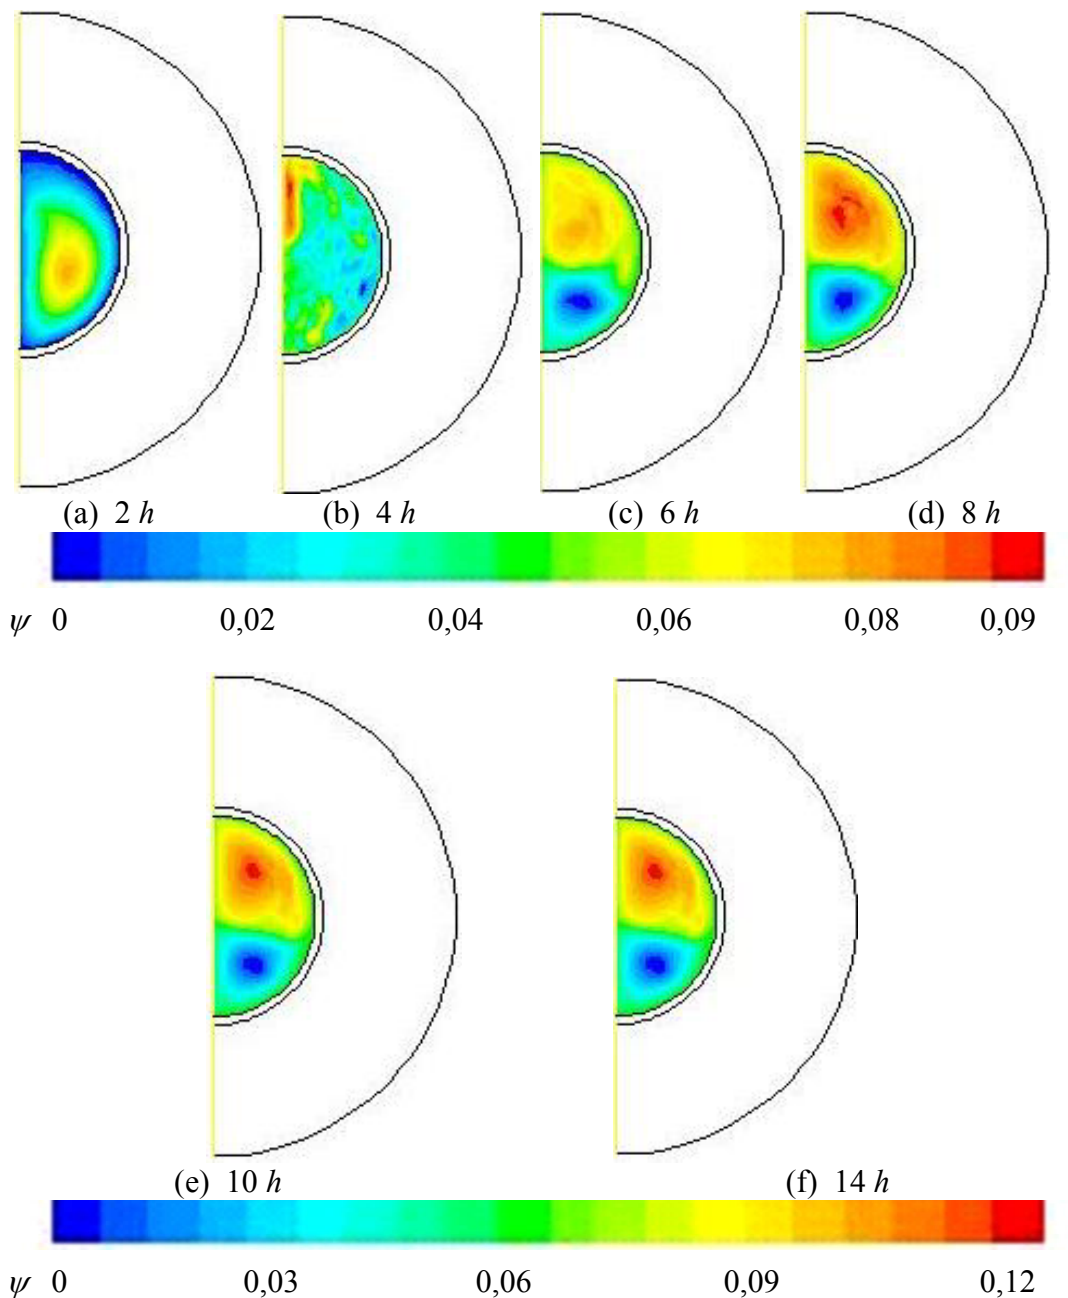 (a) 2 h (b) 4 h (c) 6 h (d) 8 h
ψ 0 0,02 0,04 0,06 0,08 0,09
(e) 10 h (f) 14 h
ψ 0 0,03 0,06 0,09 0,12